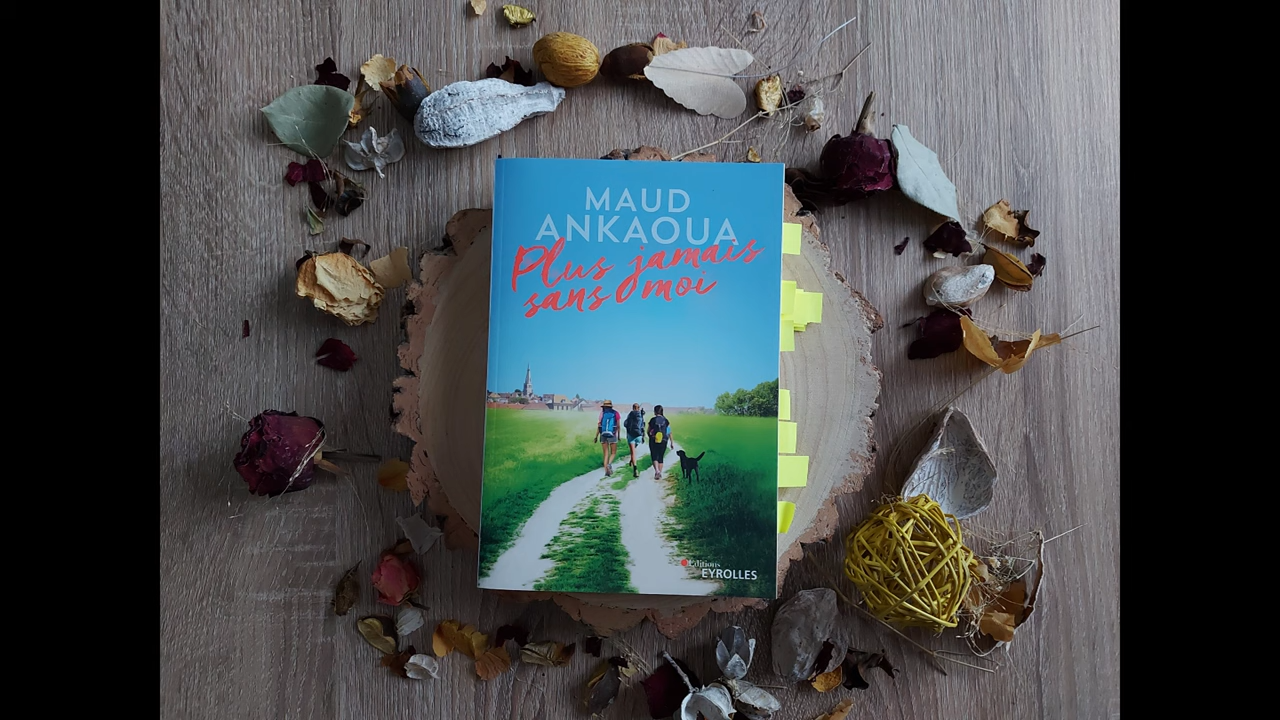 MAUD
ANKAOUA
Plus jamais
sans moi
Éditions
EYROLLES